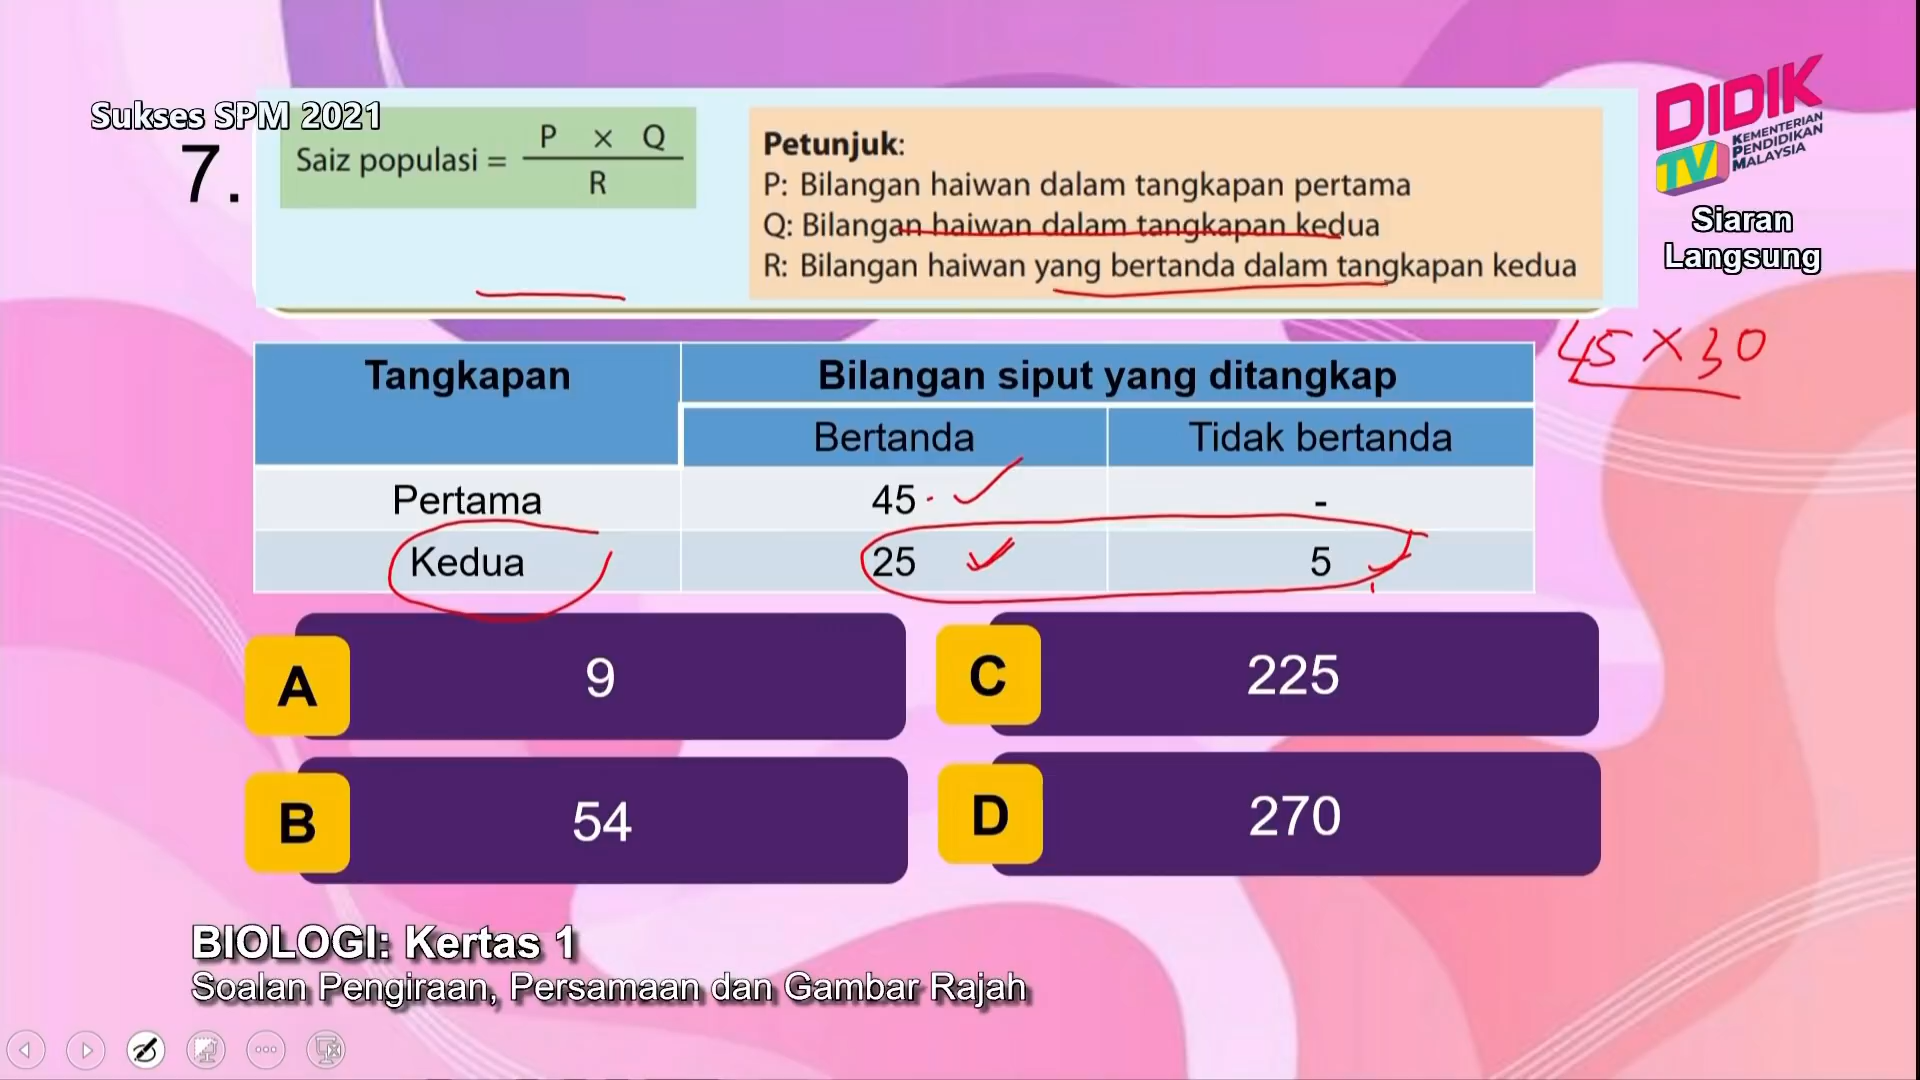 Sukses SPM 2021
7.
Saiz populasi = P × Q
R
Petunjuk:
P: Bilangan haiwan dalam tangkapan pertama
Q: Bilangan haiwan dalam tangkapan kedua
R: Bilangan haiwan yang bertanda dalam tangkapan kedua
DIDIK
TV
KEMENTERIAN
PENDIDIKAN
MALAYSIA
Siaran
Langsung
45 × 30
Tangkapan Bilangan siput yang ditangkap
Bertanda Tidak bertanda
Pertama 45 -
Kedua 25 5
A 9
B 54
C 225
D 270
BIOLOGI: Kertas 1
Soalan Pengiraan, Persamaan dan Gambar Rajah